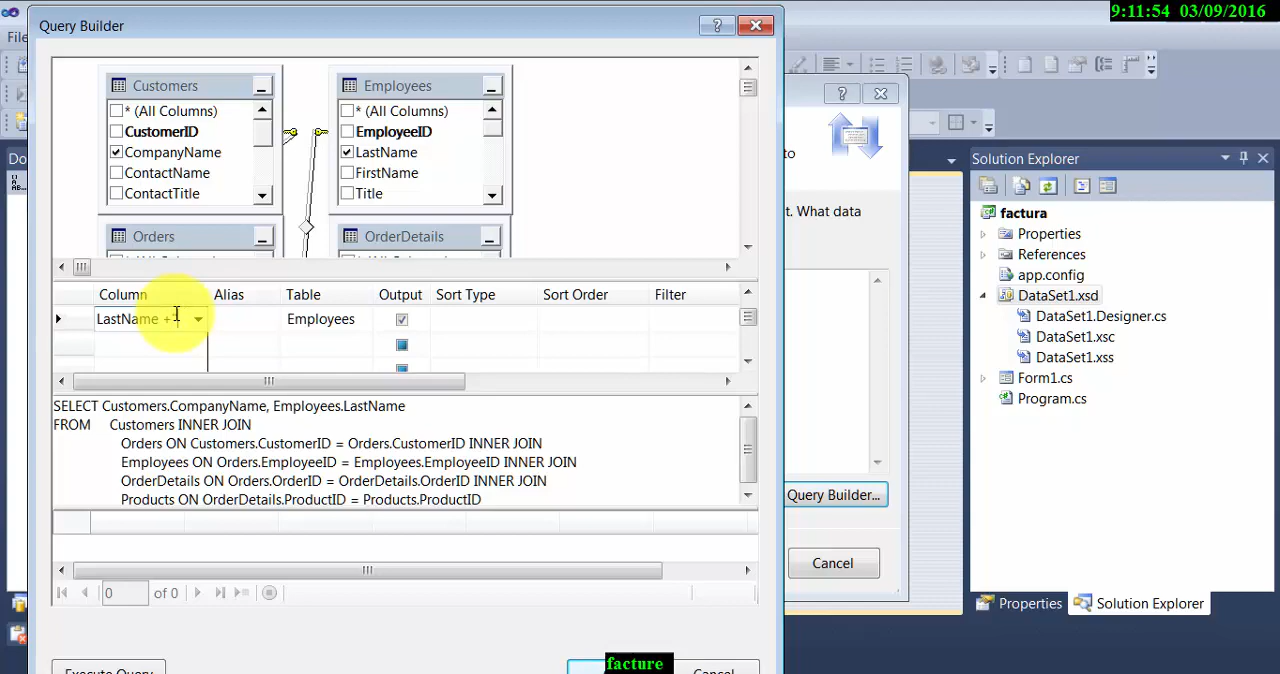 9:11:54 03/09/2016
Query Builder
File
Customers
* (All Columns)
CustomerID
CompanyName
ContactName
ContactTitle
Employees
* (All Columns)
EmployeeID
LastName
FirstName
Title
Orders
OrderDetails
Column Alias Table Output Sort Type Sort Order Filter
LastName + Employees
SELECT Customers.CompanyName, Employees.LastName
FROM Customers INNER JOIN
Orders ON Customers.CustomerID = Orders.CustomerID INNER JOIN
Employees ON Orders.EmployeeID = Employees.EmployeeID INNER JOIN
OrderDetails ON Orders.OrderID = OrderDetails.OrderID INNER JOIN
Products ON OrderDetails.ProductID = Products.ProductID
0 of 0
Execute Query
Cancel
facture
to
t. What data
Query Builder...
Cancel
Solution Explorer
factura
Properties
References
app.config
DataSet1.xsd
DataSet1.Designer.cs
DataSet1.xsc
DataSet1.xss
Form1.cs
Program.cs
Properties
Solution Explorer